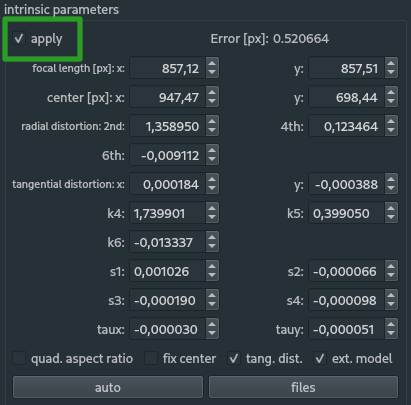 intrinsic parameters
apply Error [px]: 0.520664
focal length [px]: x: 857,12 y: 857,51
center [px]: x: 947,47 y: 698,44
radial distortion: 2nd: 1,358950 4th: 0,123464
6th: -0,009112
tangential distortion: x: 0,000184 y: -0,000388
k4: 1,739901 k5: 0,399050
k6: -0,013337
s1: 0,001026 s2: -0,000066
s3: -0,000190 s4: -0,000098
taux: -0,000030 tauy: -0,000051
quad. aspect ratio fix center tang. dist. ext. model
auto files